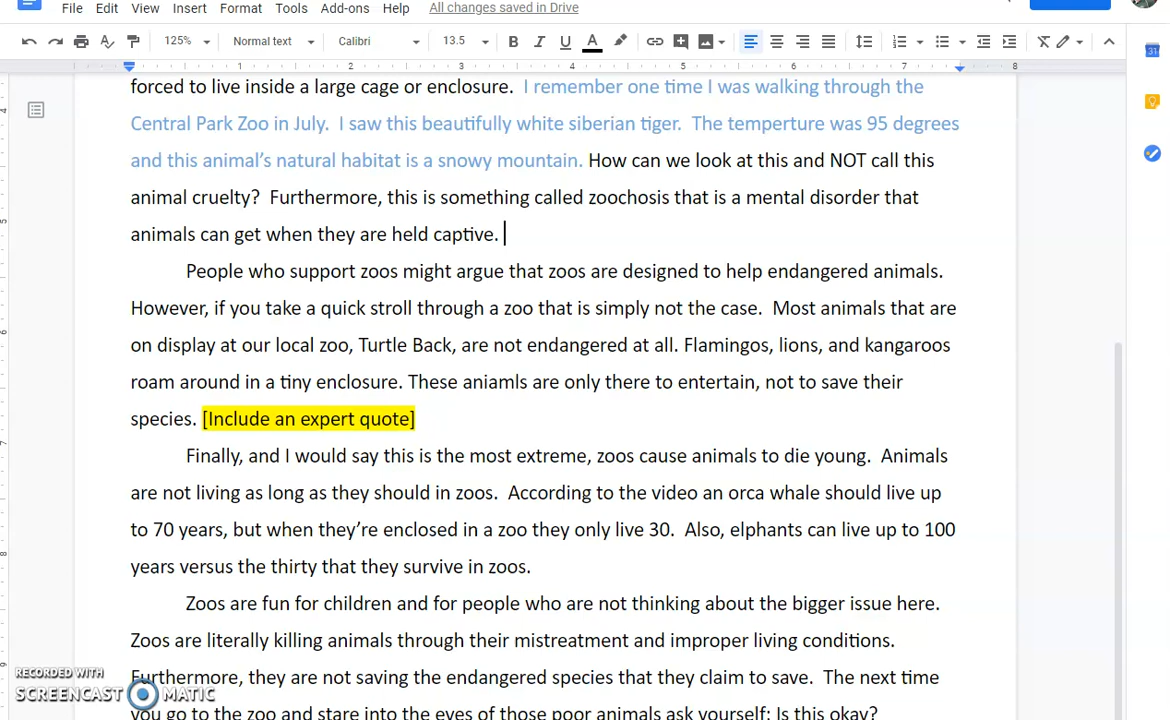 File Edit View Insert Format Tools Add-ons Help All changes saved in Drive
125% Normal text Calibri 13.5 B I U A
1 2 3 4 5 6 7 8
forced to live inside a large cage or enclosure.  I remember one time I was walking through the
Central Park Zoo in July.  I saw this beautifully white siberian tiger.  The temperture was 95 degrees
and this animal's natural habitat is a snowy mountain. How can we look at this and NOT call this
animal cruelty?  Furthermore, this is something called zoochosis that is a mental disorder that
animals can get when they are held captive.
People who support zoos might argue that zoos are designed to help endangered animals.
However, if you take a quick stroll through a zoo that is simply not the case.  Most animals that are
on display at our local zoo, Turtle Back, are not endangered at all. Flamingos, lions, and kangaroos
roam around in a tiny enclosure. These aniamls are only there to entertain, not to save their
species. [Include an expert quote]
Finally, and I would say this is the most extreme, zoos cause animals to die young.  Animals
are not living as long as they should in zoos.  According to the video an orca whale should live up
to 70 years, but when they're enclosed in a zoo they only live 30.  Also, elphants can live up to 100
years versus the thirty that they survive in zoos.
Zoos are fun for children and for people who are not thinking about the bigger issue here.
Zoos are literally killing animals through their mistreatment and improper living conditions.
Furthermore, they are not saving the endangered species that they claim to save.  The next time
you go to the zoo and stare into the eyes of those poor animals ask yourself: Is this okay?
4
5
6
7
8
9
31
RECORDED WITH
SCREENCAST MATIC